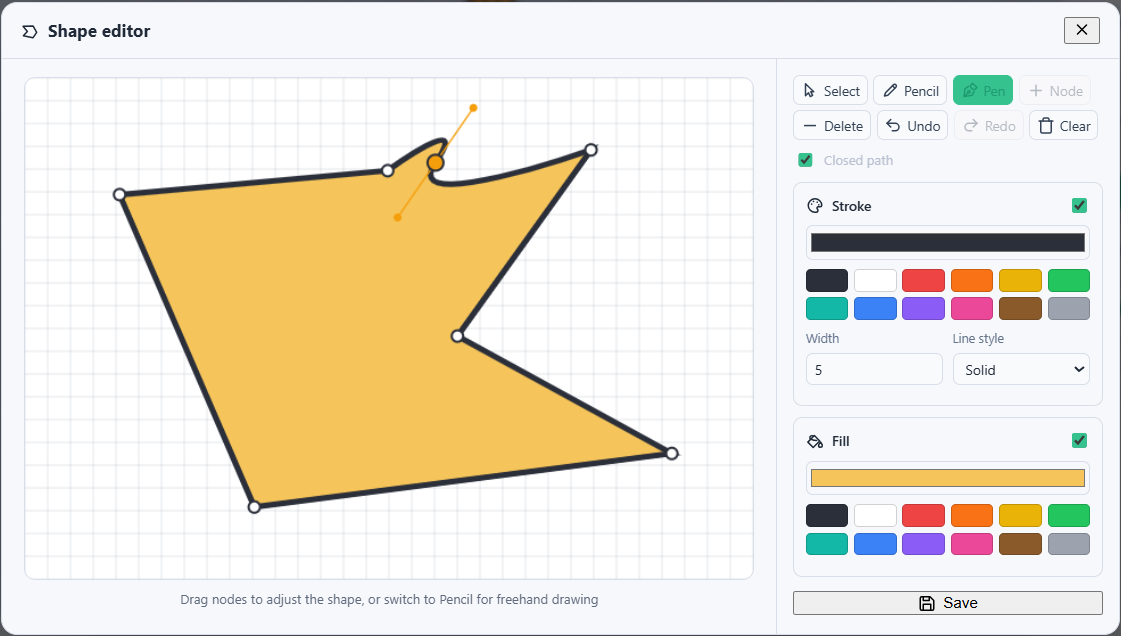 Shape editor
Select Pencil Pen Node
Delete Undo Redo Clear
Closed path
Stroke
Width Line style
5 Solid
Fill
Drag nodes to adjust the shape, or switch to Pencil for freehand drawing
Save